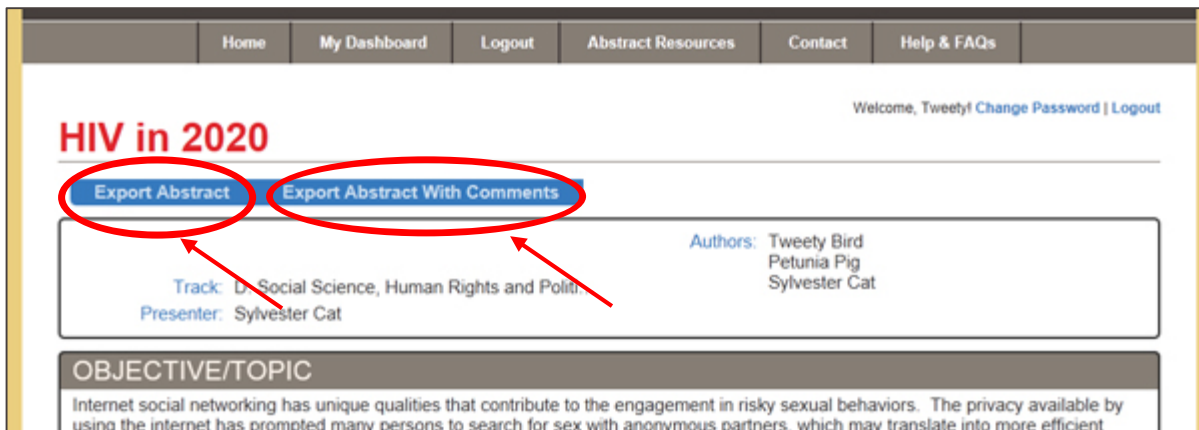 Home My Dashboard Logout Abstract Resources Contact Help & FAQs
Welcome, Tweety! Change Password | Logout
HIV in 2020
Export Abstract Export Abstract With Comments
Authors: Tweety Bird
Petunia Pig
Sylvester Cat
Track: D. Social Science, Human Rights and Politi...
Presenter: Sylvester Cat
OBJECTIVE/TOPIC
Internet social networking has unique qualities that contribute to the engagement in risky sexual behaviors. The privacy available by
using the internet has prompted many persons to search for sex with anonymous partners, which may translate into more efficient